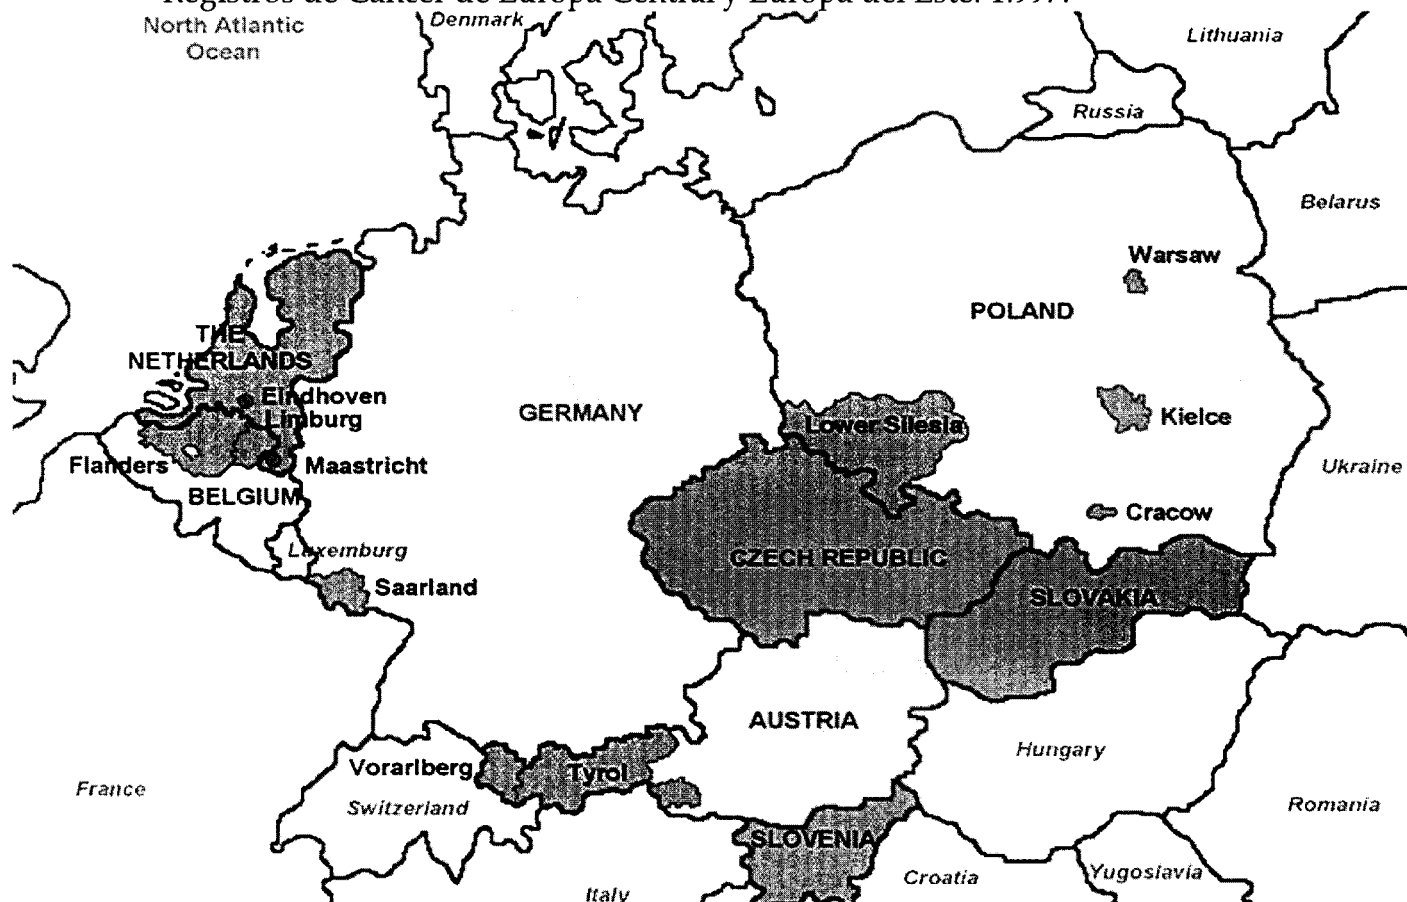 Registros de Cáncer de Europa Central y Europa del Este. 1.997.
North Atlantic
Ocean
Denmark
Lithuania
Russia
Belarus
Warsaw
POLAND
THE
NETHERLANDS
Eindhoven
Limburg
GERMANY
Lower Silesia
Kielce
Flanders
Maastricht
Ukraine
BELGIUM
Cracow
Luxemburg
CZECH REPUBLIC
Saarland
SLOVAKIA
AUSTRIA
Hungary
Vorarlberg
Tyrol
France
Switzerland
Romania
SLOVENIA
Croatia
Yugoslavia
Italy